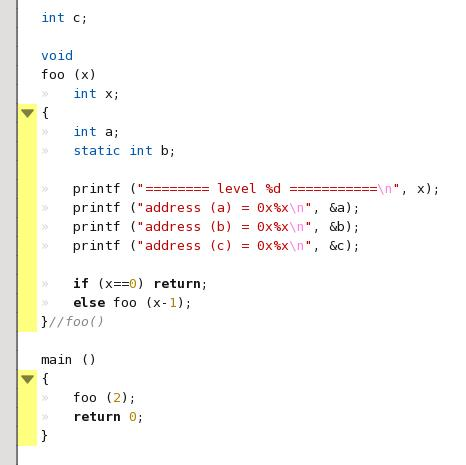 int c;

void
foo (x)
    int x;
{
    int a;
    static int b;

    printf ("======== level %d ===========\n", x);
    printf ("address (a) = 0x%x\n", &a);
    printf ("address (b) = 0x%x\n", &b);
    printf ("address (c) = 0x%x\n", &c);

    if (x==0) return;
    else foo (x-1);
}//foo()

main ()
{
    foo (2);
    return 0;
}